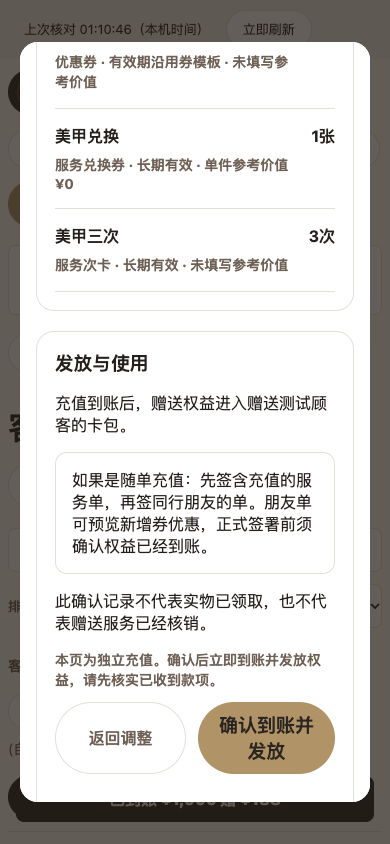 上次核对 01:10:46（本机时间）
立即刷新
优惠券 · 有效期沿用券模板 · 未填写参
考价值
美甲兑换
1张
服务兑换券 · 长期有效 · 单件参考价值
¥0
美甲三次
3次
服务次卡 · 长期有效 · 未填写参考价值
发放与使用
充值到账后，赠送权益进入赠送测试顾
客的卡包。
如果是随单充值：先签含充值的服
务单，再签同行朋友的单。朋友单
可预览新增券优惠，正式签署前须
确认权益已经到账。
此确认记录不代表实物已领取，也不代
表赠送服务已经核销。
本页为独立充值。确认后立即到账并发放权
益，请先核实已收到款项。
返回调整
确认到账并
发放